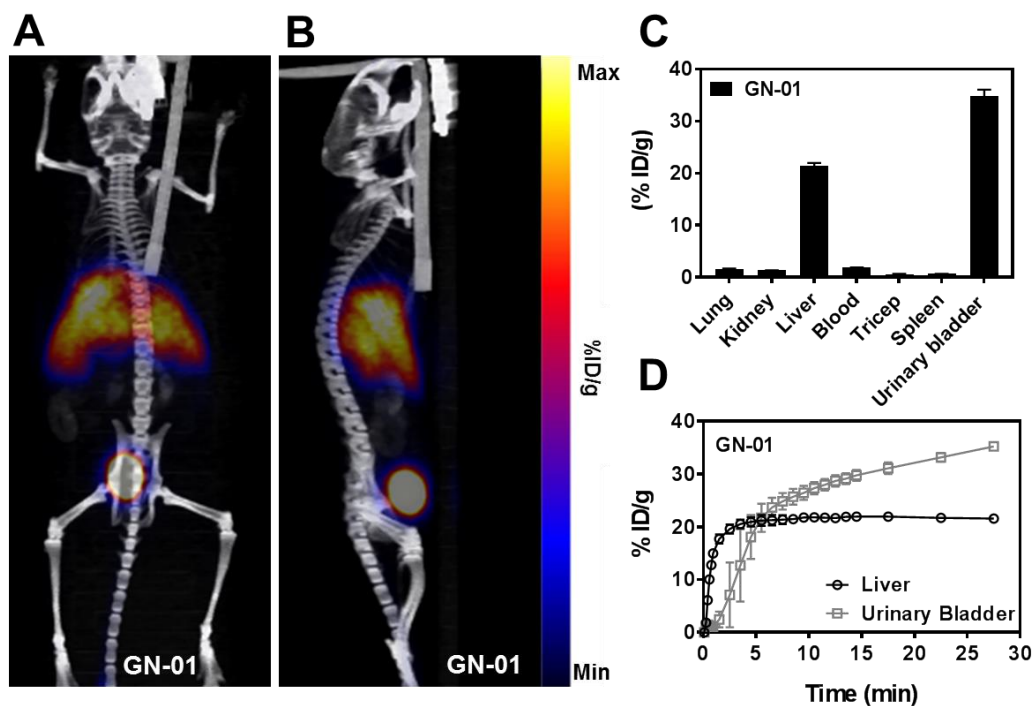 A
GN-01
B
GN-01
Max
%ID/g
Min
C
GN-01
(% ID/g)
40
30
20
10
0
Lung
Kidney
Liver
Blood
Tricep
Spleen
Urinary bladder
D
GN-01
% ID/g
40
30
20
10
0
Liver
Urinary Bladder
0 5 10 15 20 25 30
Time (min)